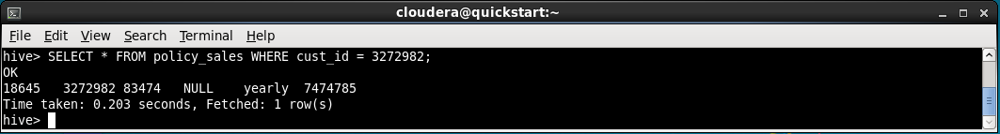 cloudera@quickstart:~
File Edit View Search Terminal Help
hive> SELECT * FROM policy_sales WHERE cust_id = 3272982;
OK
18645 3272982 83474 NULL yearly 7474785
Time taken: 0.203 seconds, Fetched: 1 row(s)
hive>